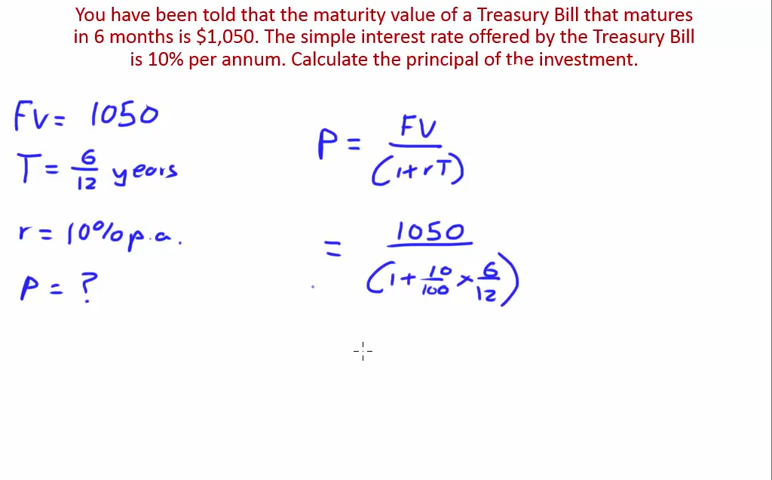 You have been told that the maturity value of a Treasury Bill that matures
in 6 months is $1,050. The simple interest rate offered by the Treasury Bill
is 10% per annum. Calculate the principal of the investment.
FV = 1050
T = 6/12 years
r = 10% p.a.
P = ?
P = FV/(1+rT)
= 1050/(1 + 10/100 × 6/12)